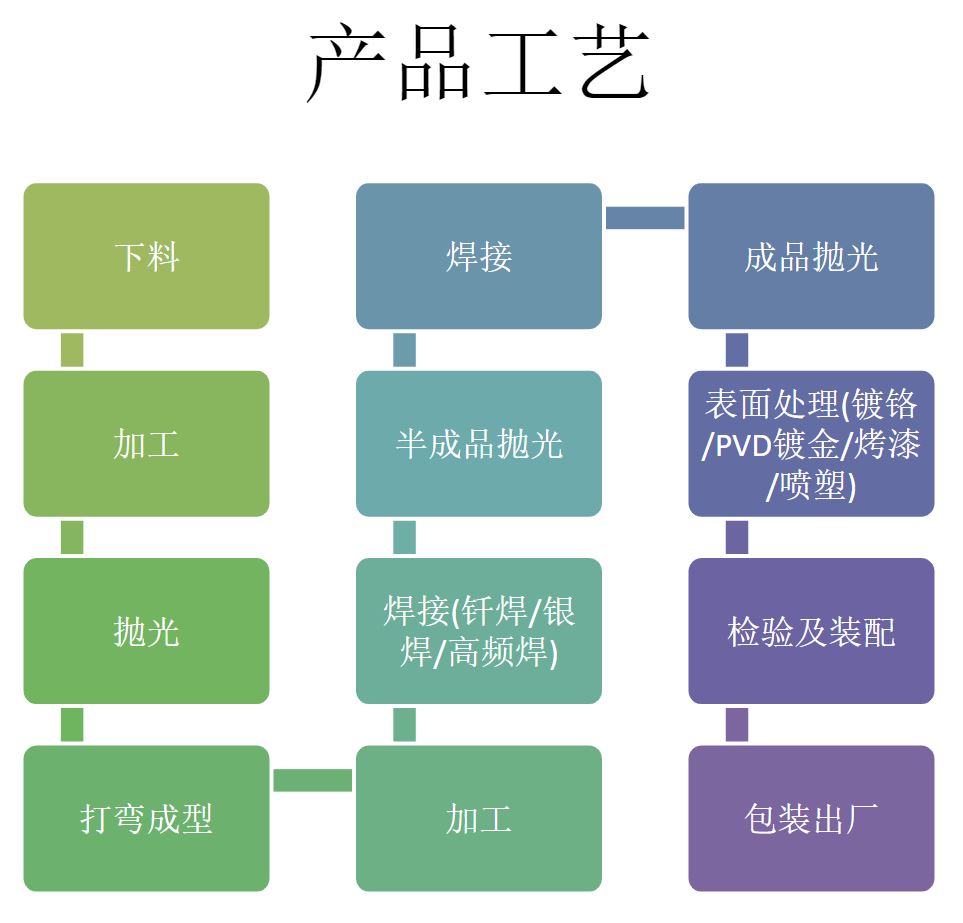 产品工艺
下料
加工
抛光
打弯成型
加工
焊接(钎焊/银
焊/高频焊)
半成品抛光
焊接
成品抛光
表面处理(镀铬
/PVD镀金/烤漆
/喷塑)
检验及装配
包装出厂